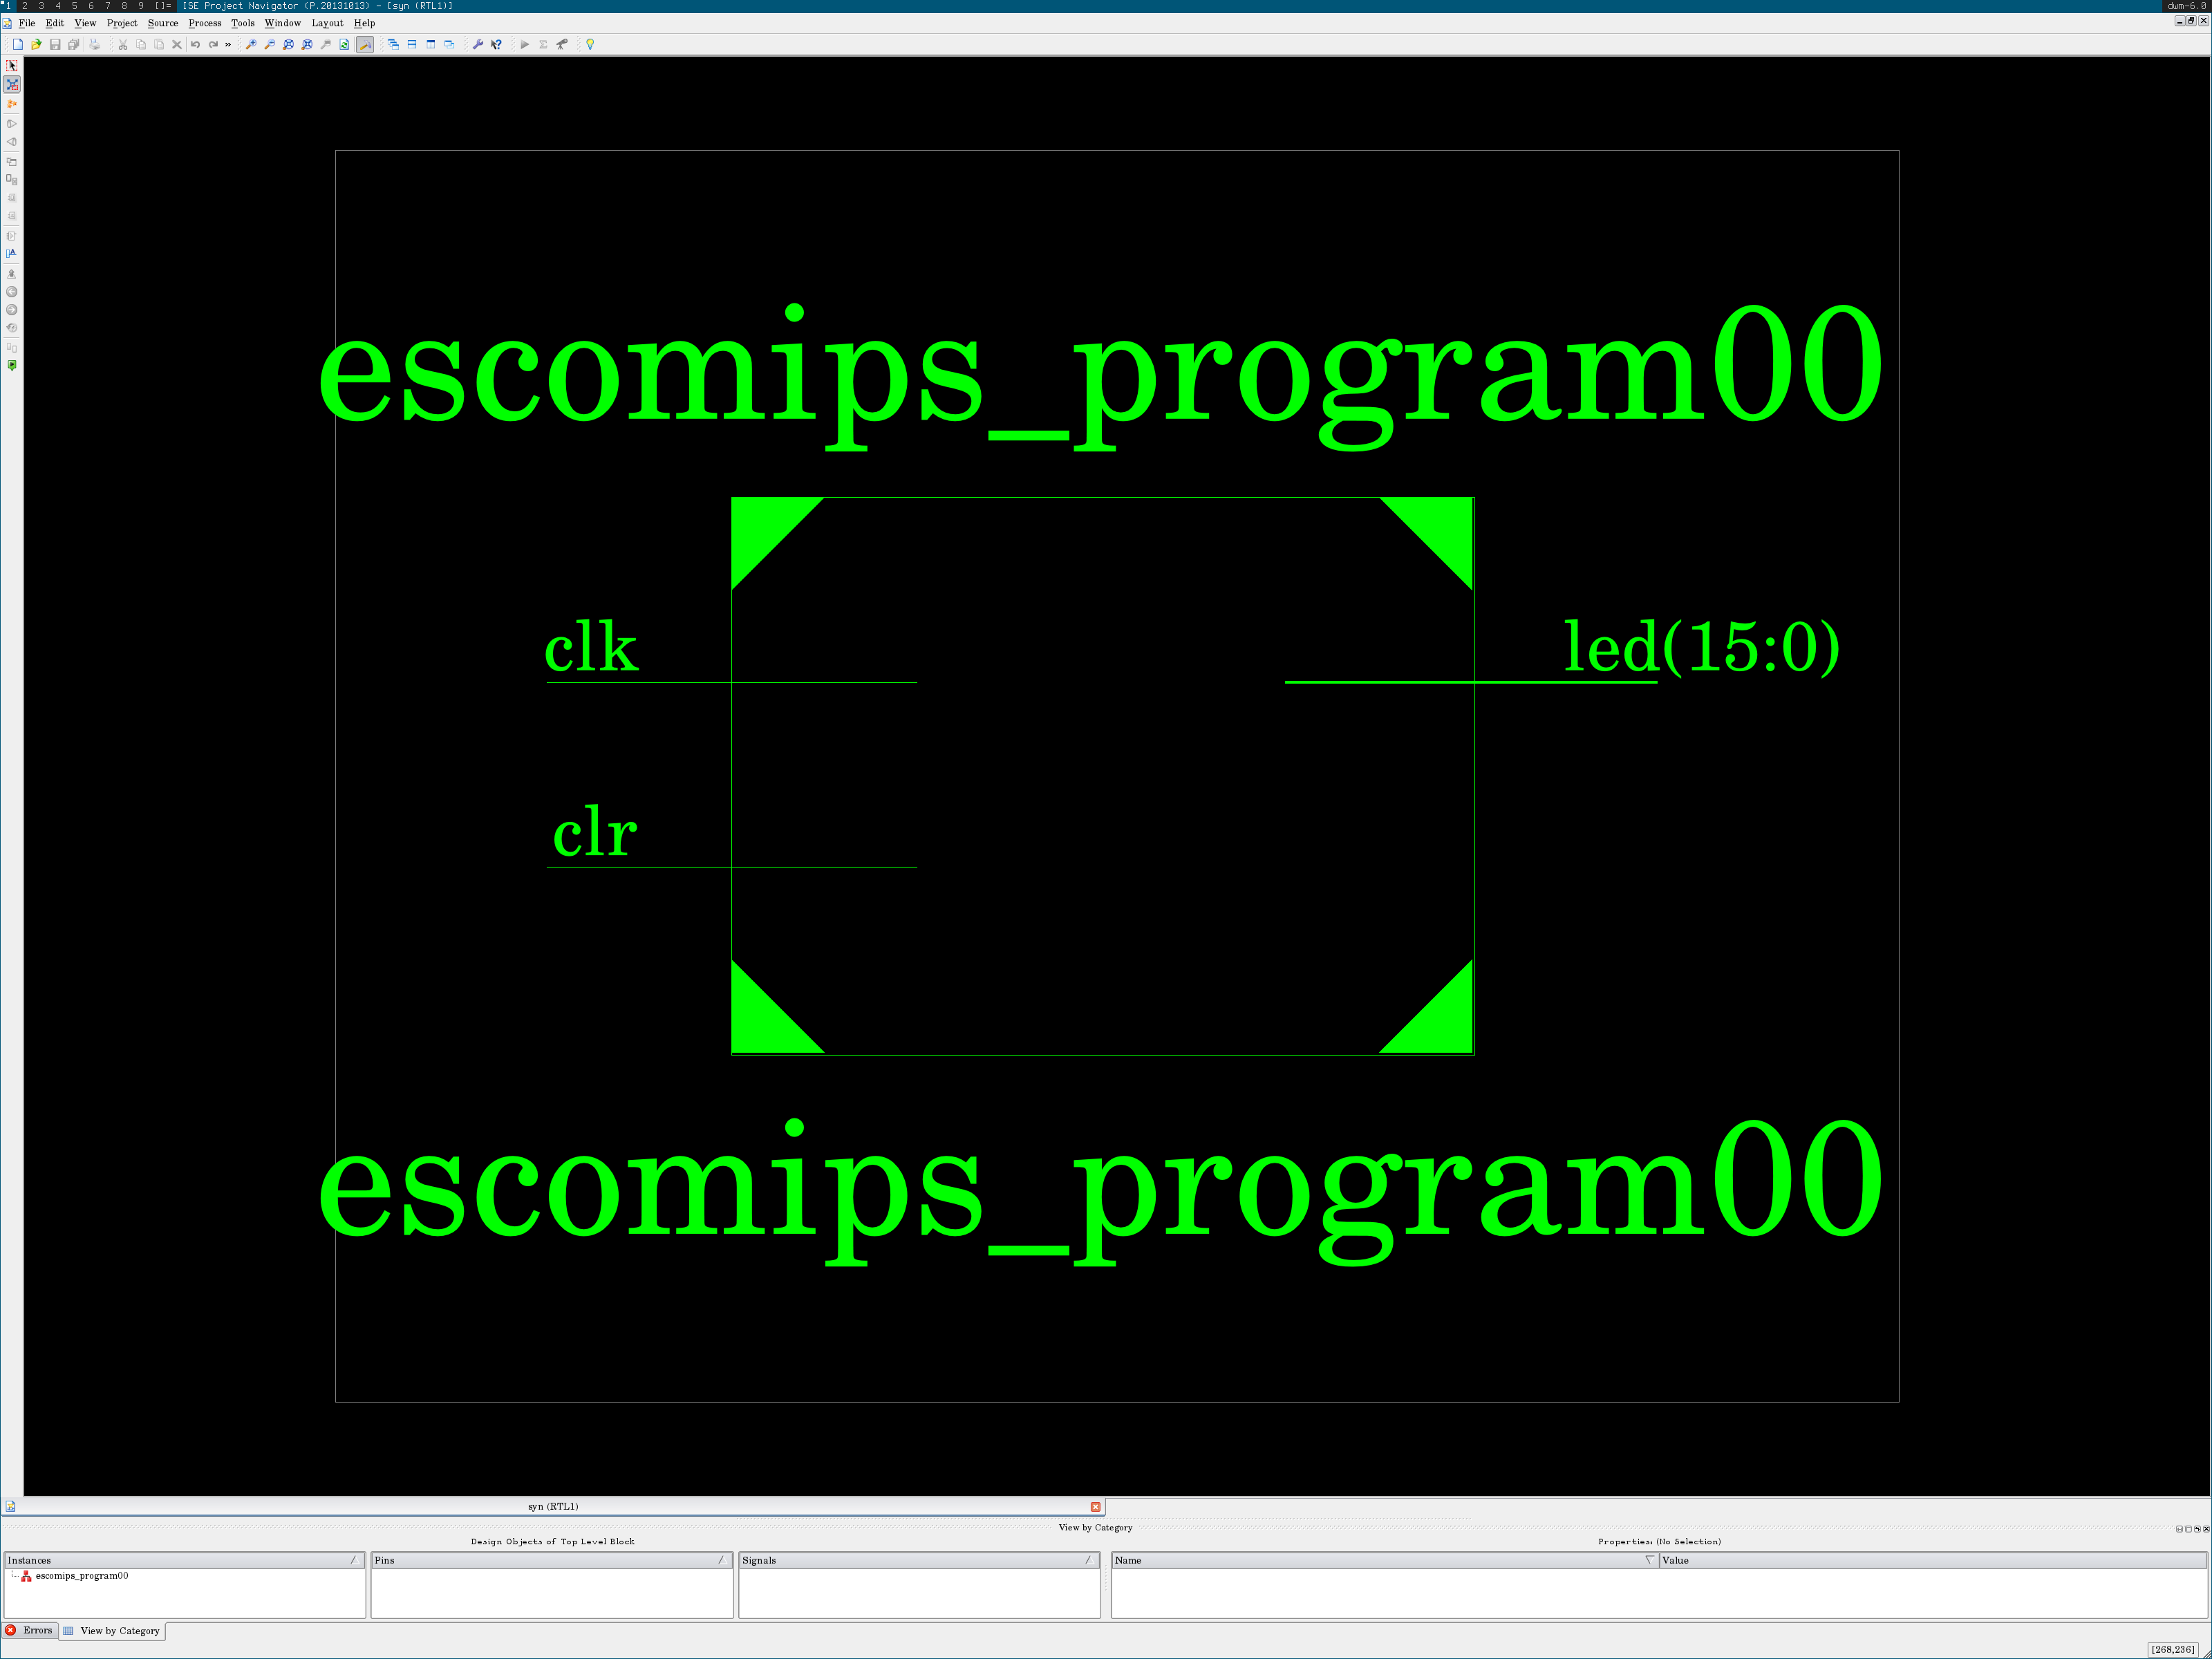 1 2 3 4 5 6 7 8 9 []= ISE Project Navigator (P.20131013) - [syn (RTL1)] dwm-6.0
File Edit View Project Source Process Tools Window Layout Help
escomips_program00
clk led(15:0)
clr
escomips_program00
syn (RTL1)
View by Category
Design Objects of Top Level Block Properties: (No Selection)
Instances Pins Signals Name Value
escomips_program00
Errors View by Category
[268,236]